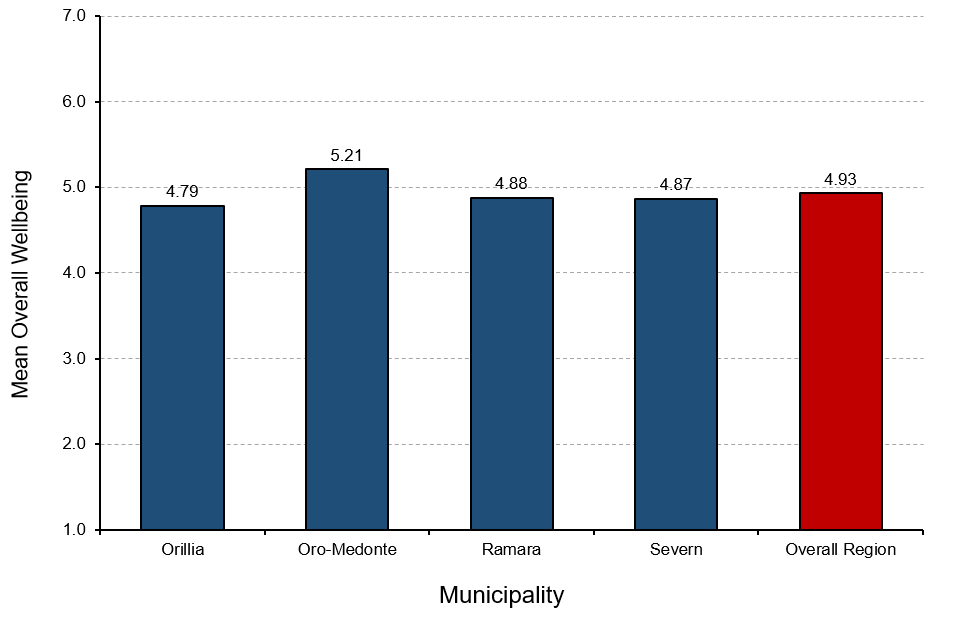 7.0
6.0
5.0
4.0
3.0
2.0
1.0
Mean Overall Wellbeing
4.79
5.21
4.88
4.87
4.93
Orillia
Oro-Medonte
Ramara
Severn
Overall Region
Municipality